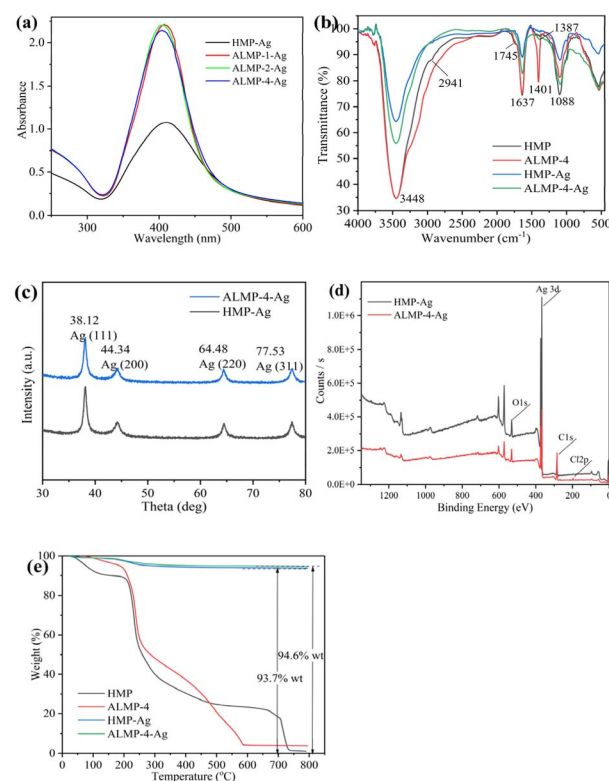 (a)
HMP-Ag
ALMP-1-Ag
ALMP-2-Ag
ALMP-4-Ag
2.0
1.5
1.0
0.5
0.0
Absorbance
250 300 350 400 450 500 550 600
Wavelength (nm)
(b)
1387
1745
2941
1637
1401
1088
3448
HMP
ALMP-4
HMP-Ag
ALMP-4-Ag
100
90
80
70
60
50
40
30
Transmittance (%)
4000 3500 3000 2500 2000 1500 1000 500
Wavenumber (cm-1)
(c)
ALMP-4-Ag
HMP-Ag
38.12
Ag (111)
44.34
Ag (200)
64.48
Ag (220)
77.53
Ag (311)
Intensity (a.u.)
30 40 50 60 70 80
Theta (deg)
(d)
HMP-Ag
ALMP-4-Ag
Ag 3d
O1s
C1s
Cl2p
1.0E+6
8.0E+5
6.0E+5
4.0E+5
2.0E+5
0.0E+0
Counts / s
1200 1000 800 600 400 200 0
Binding Energy (eV)
(e)
100
80
60
40
20
0
Weight (%)
94.6% wt
93.7% wt
HMP
ALMP-4
HMP-Ag
ALMP-4-Ag
0 100 200 300 400 500 600 700 800
Temperature (°C)